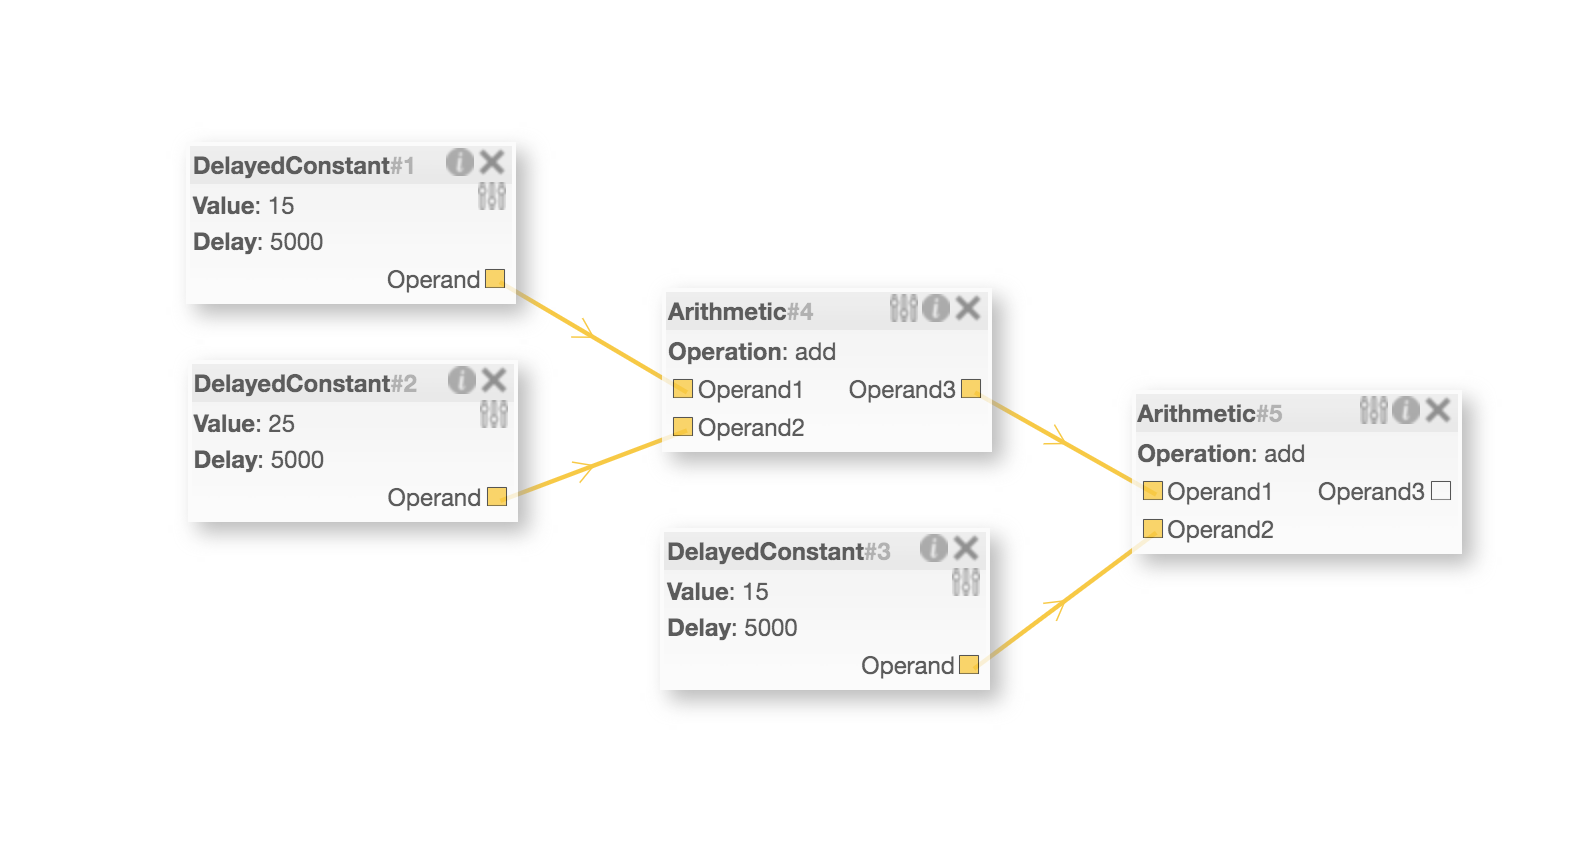 DelayedConstant#1
Value: 15
Delay: 5000
Operand
DelayedConstant#2
Value: 25
Delay: 5000
Operand
Arithmetic#4
Operation: add
Operand1 Operand3
Operand2
DelayedConstant#3
Value: 15
Delay: 5000
Operand
Arithmetic#5
Operation: add
Operand1 Operand3
Operand2